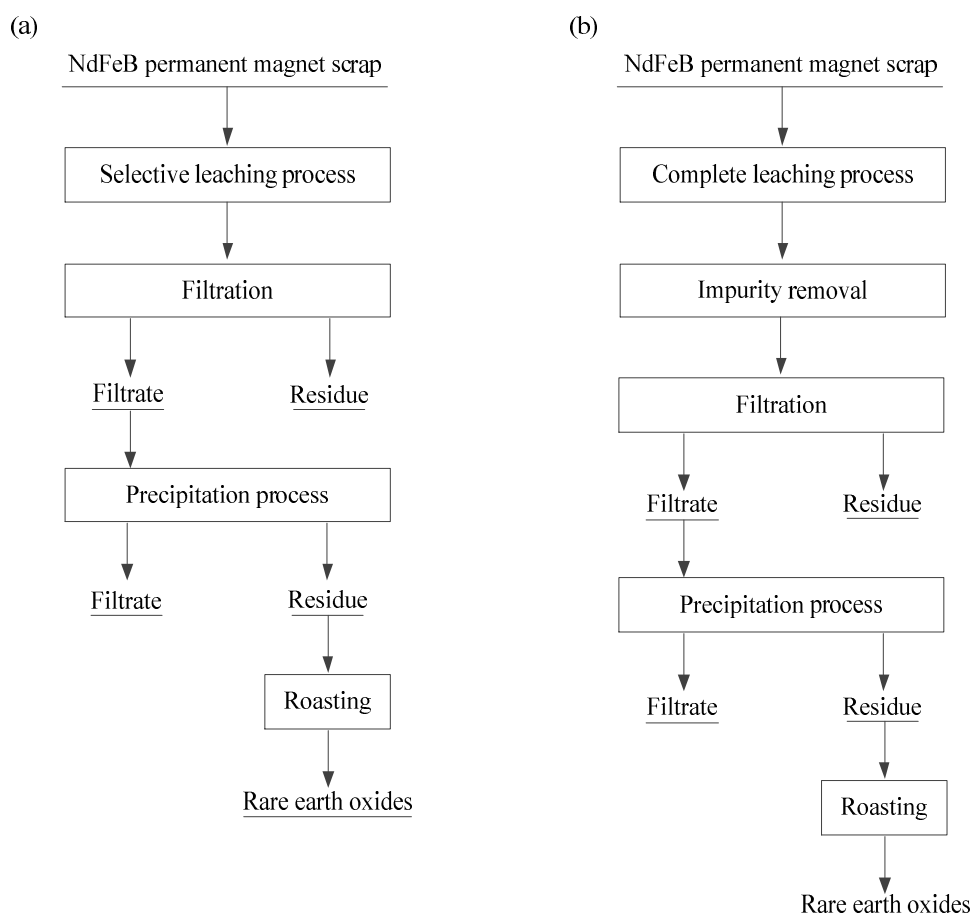 (a)
NdFeB permanent magnet scrap
Selective leaching process
Filtration
Filtrate
Residue
Precipitation process
Filtrate
Residue
Roasting
Rare earth oxides
(b)
NdFeB permanent magnet scrap
Complete leaching process
Impurity removal
Filtration
Filtrate
Residue
Precipitation process
Filtrate
Residue
Roasting
Rare earth oxides